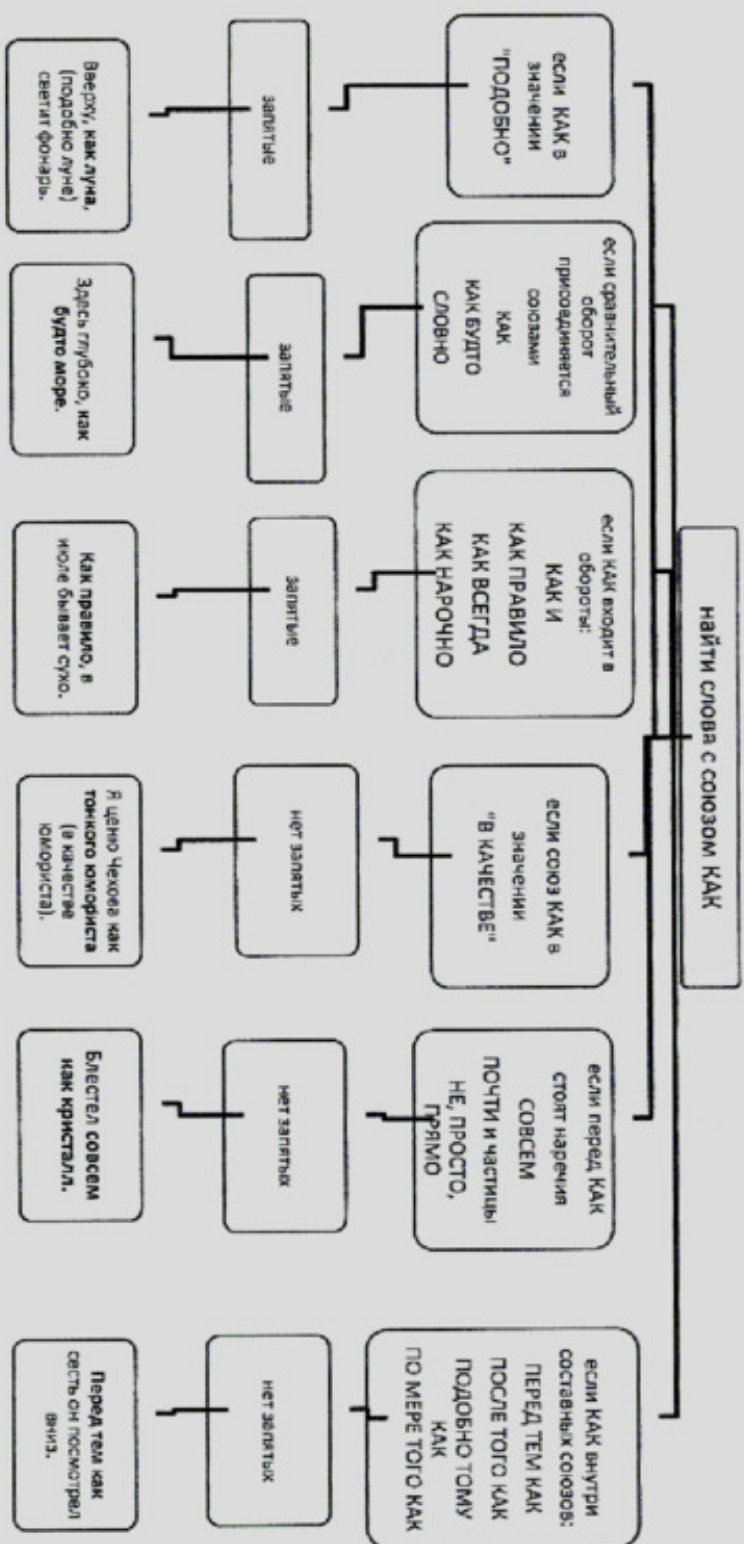 найти слова с союзом КАК
если КАК в
значении
"ПОДОБНО"
запятые
Вверху, как луна,
(подобно луне)
светит фонарь.
если сравнительный
оборот
присоединяется
союзами
КАК
КАК БУДТО
СЛОВНО
запятые
Здесь глубоко, как
будто море.
если КАК входит в
обороты:
КАК И
КАК ПРАВИЛО
КАК ВСЕГДА
КАК НАРОЧНО
запятые
Как правило, в
июле бывает сухо.
если союз КАК в
значении
"В КАЧЕСТВЕ"
нет запятых
Я ценю Чехова как
тонкого юмориста
(в качестве
юмориста).
если перед КАК
стоят наречия
СОВСЕМ
ПОЧТИ и частицы
НЕ, ПРОСТО,
ПРЯМО
нет запятых
Блестел совсем
как кристалл.
если КАК внутри
составных союзов:
ПЕРЕД ТЕМ КАК
ПОСЛЕ ТОГО КАК
ПОДОБНО ТОМУ
КАК
ПО МЕРЕ ТОГО КАК
нет запятых
Перед тем как
сесть он посмотрел
вниз.